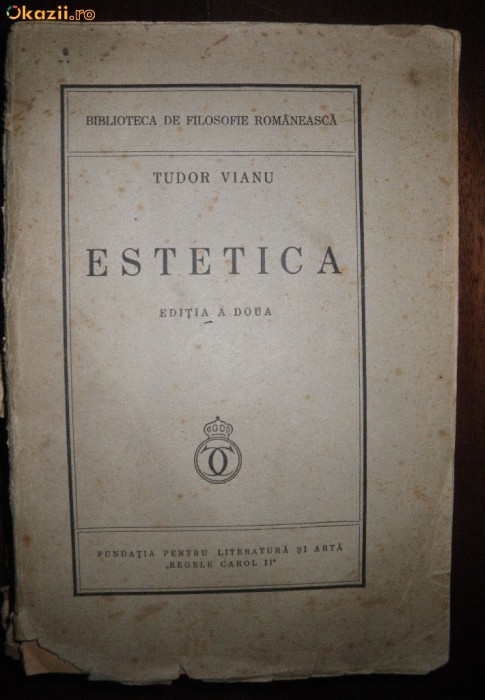 Okazii.ro
BIBLIOTECA DE FILOSOFIE ROMÂNEASCĂ
TUDOR VIANU
ESTETICA
EDIȚIA A DOUA
FUNDAȚIA PENTRU LITERATURĂ ȘI ARTĂ
„REGELE CAROL II"